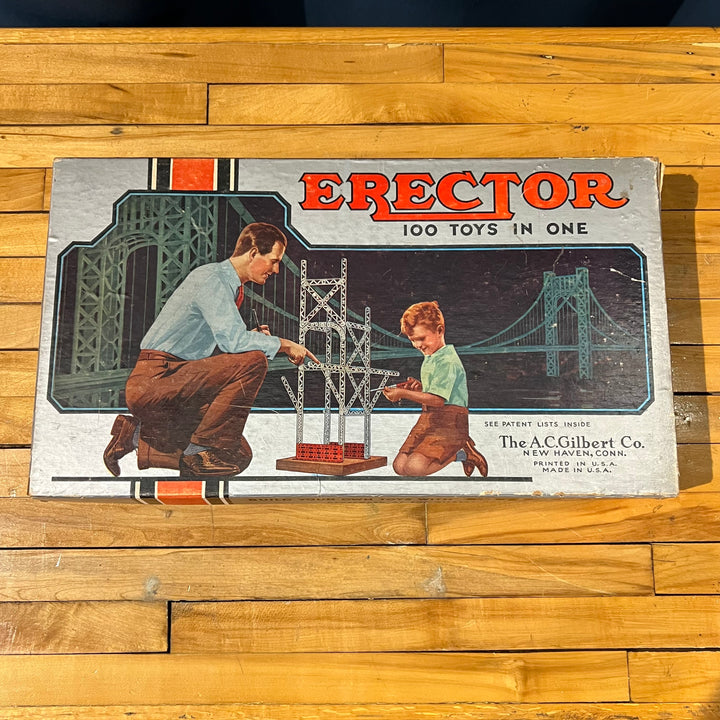 ERECTOR
100 TOYS IN ONE
SEE PATENT LISTS INSIDE
The A.C.Gilbert Co.
NEW HAVEN, CONN.
PRINTED IN U.S.A.
MADE IN U.S.A.